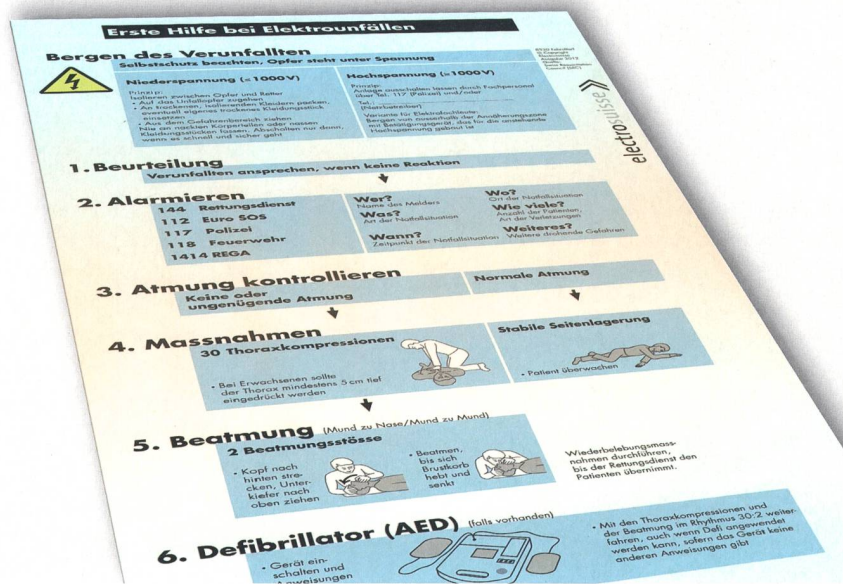 Erste Hilfe bei Elektrounfällen
Bergen des Verunfallten
Selbstschutz beachten, Opfer steht unter Spannung
Niederspannung (≤1000V)
Prinzip:
Isolieren zwischen Opfer und Retter
• Auf das Unfallopfer zugehen
• An trockenen, isolierenden Kleidern packen,
eventuell eigenes trockenes Kleidungsstück
einsetzen
• Aus dem Gefahrenbereich ziehen
Nie an nackten Körperteilen oder nassen
Kleidungsstücken fassen. Abschalten nur dann,
wenn es schnell und sicher geht
Hochspannung (≥1000V)
Prinzip:
Anlage ausschalten lassen durch Fachpersonal
über Tel. 117 (Polizei) und/oder
Tel.:
(Netzbetreiber)
Variante für Elektrofachleute:
Bergen von ausserhalb der Annäherungszone
mit Betätigungsgerät, das für die anstehende
Hochspannung gebaut ist
© Copyright
electrosuisse
1. Beurteilung
Verunfallten ansprechen, wenn keine Reaktion
2. Alarmieren
144 Rettungsdienst
112 Euro SOS
117 Polizei
118 Feuerwehr
1414 REGA
Wer?
Name des Melders
Was?
Art der Notfallsituation
Wann?
Zeitpunkt der Notfallsituation
Wo?
Ort der Notfallsituation
Wie viele?
Anzahl der Patienten,
Art der Verletzungen
Weiteres?
Weitere drohende Gefahren
3. Atmung kontrollieren
Keine oder
ungenügende Atmung
Normale Atmung
4. Massnahmen
30 Thoraxkompressionen
• Bei Erwachsenen sollte
der Thorax mindestens 5 cm tief
eingedrückt werden
Stabile Seitenlagerung
• Patient überwachen
5. Beatmung (Mund zu Nase/Mund zu Mund)
2 Beatmungsstösse
• Kopf nach
hinten stre-
cken, Unter-
kiefer nach
oben ziehen
• Beatmen,
bis sich
Brustkorb
hebt und
senkt
Wiederbelebungsmass-
nahmen durchführen,
bis der Rettungsdienst den
Patienten übernimmt.
6. Defibrillator (AED) (falls vorhanden)
• Gerät ein-
schalten und
Anweisungen
• Mit den Thoraxkompressionen und
der Beatmung im Rhythmus 30:2 weiter-
fahren, auch wenn Defi angewendet
werden kann, sofern das Gerät keine
anderen Anweisungen gibt